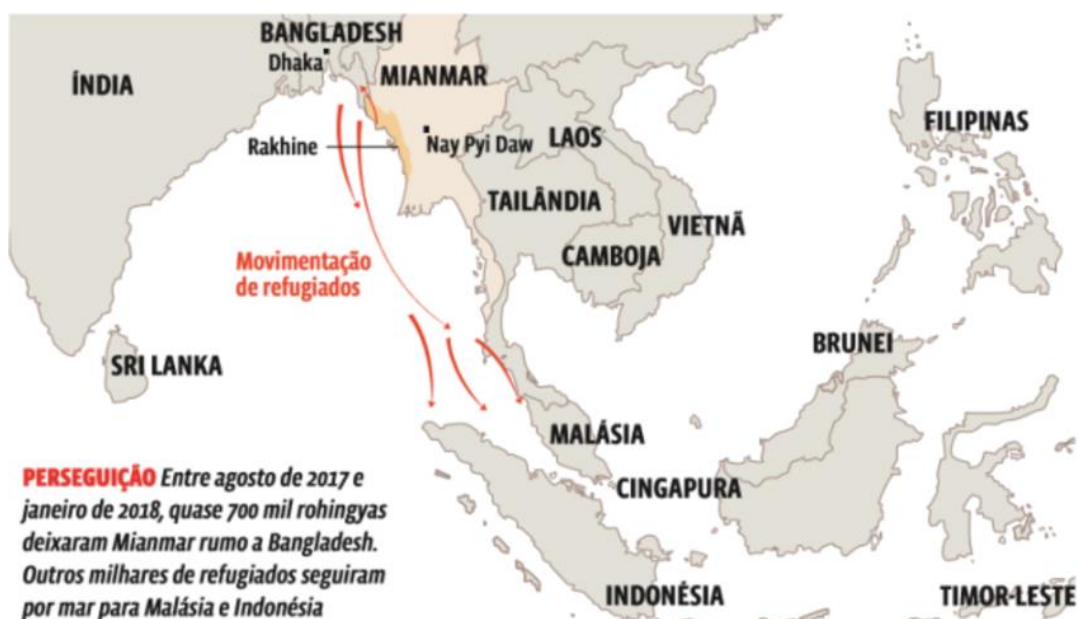 BANGLADESH
Dhaka
ÍNDIA
MIANMAR
Rakhine
Nay Pyi Daw
LAOS
FILIPINAS
TAILÂNDIA
VIETNÃ
CAMBOJA
Movimentação
de refugiados
SRI LANKA
BRUNEI
MALÁSIA
CINGAPURA
PERSEGUIÇÃO Entre agosto de 2017 e
janeiro de 2018, quase 700 mil rohingyas
deixaram Mianmar rumo a Bangladesh.
Outros milhares de refugiados seguiram
por mar para Malásia e Indonésia
INDONÉSIA
TIMOR-LESTE